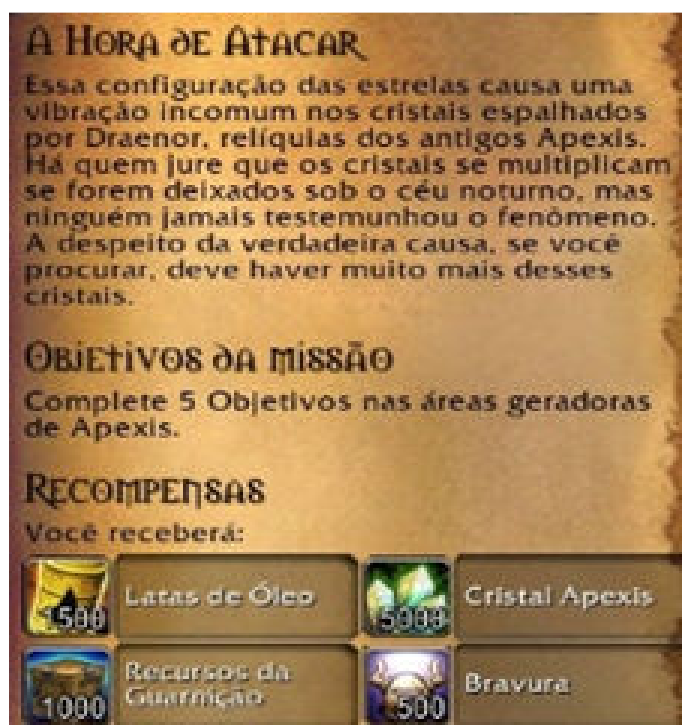 A Hora de Atacar
Essa configuração das estrelas causa uma
vibração incomum nos cristais espalhados
por Draenor, relíquias dos antigos Apexis.
Há quem jure que os cristais se multiplicam
se forem deixados sob o céu noturno, mas
ninguém jamais testemunhou o fenômeno.
A despeito da verdadeira causa, se você
procurar, deve haver muito mais desses
cristais.
Objetivos da missão
Complete 5 Objetivos nas áreas geradoras
de Apexis.
Recompensas
Você receberá:
1500 Latas de Óleo
5000 Cristal Apexis
1000 Recursos da
Guarnição
500 Bravura